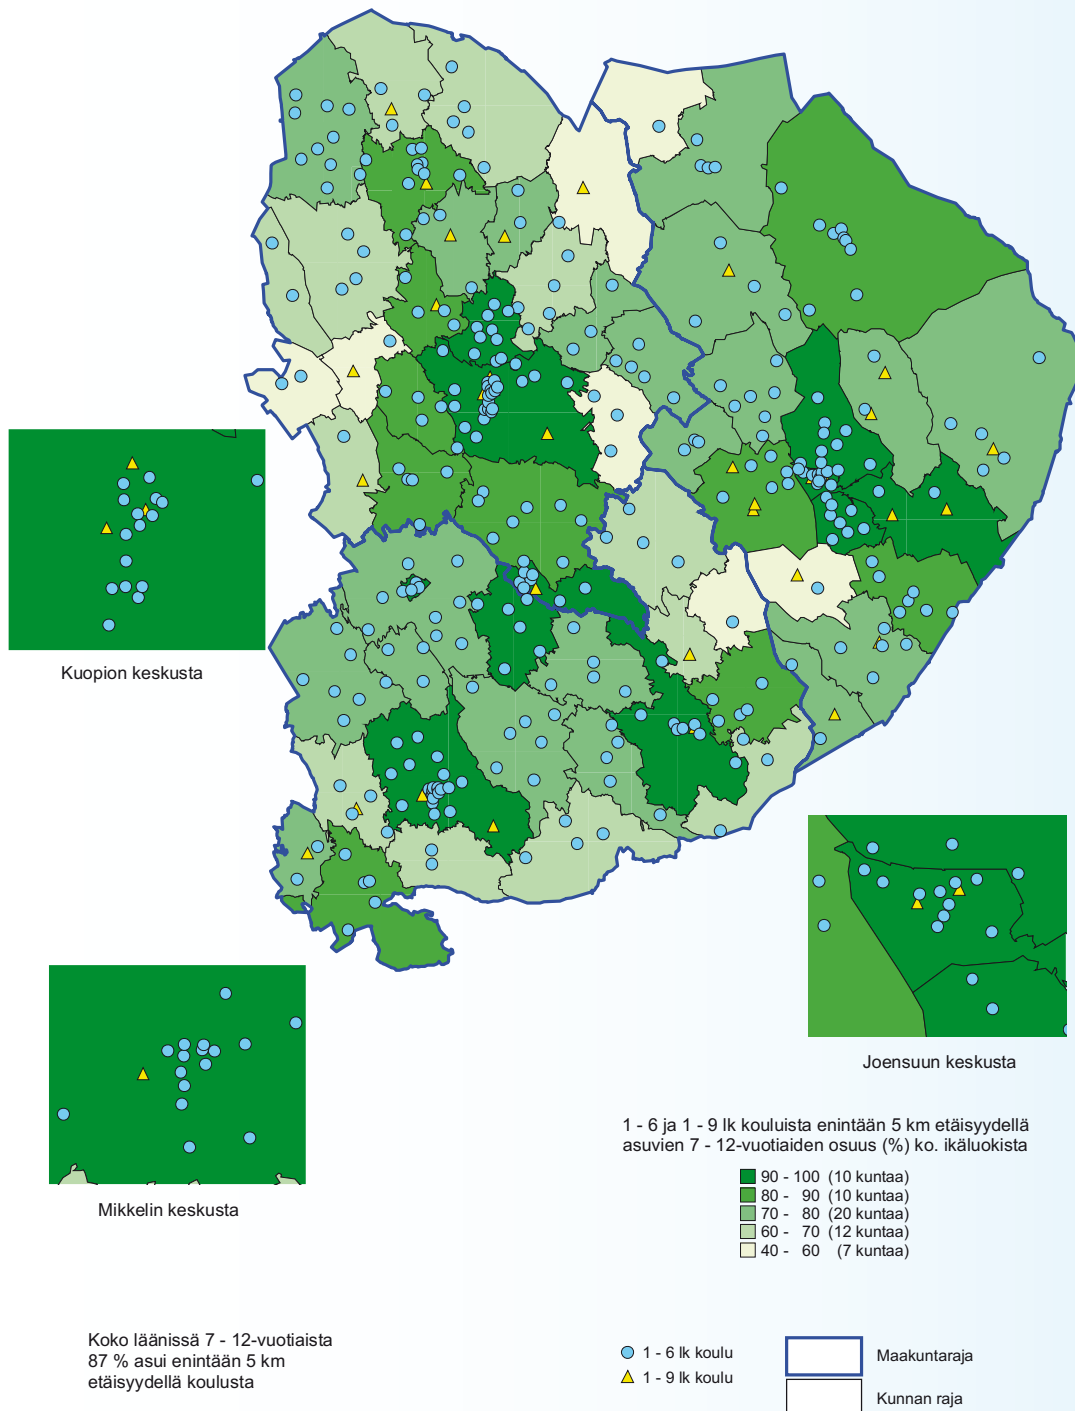 Kuopion keskusta
Joensuun keskusta
Mikkelin keskusta
1 - 6 ja 1 - 9 lk kouluista enintään 5 km etäisyydellä
asuvien 7 - 12-vuotiaiden osuus (%) ko. ikäluokista
90 - 100 (10 kuntaa)
80 - 90 (10 kuntaa)
70 - 80 (20 kuntaa)
60 - 70 (12 kuntaa)
40 - 60 (7 kuntaa)
Koko läänissä 7 - 12-vuotiaista
87 % asui enintään 5 km
etäisyydellä koulusta
1 - 6 lk koulu
1 - 9 lk koulu
Maakuntaraja
Kunnan raja